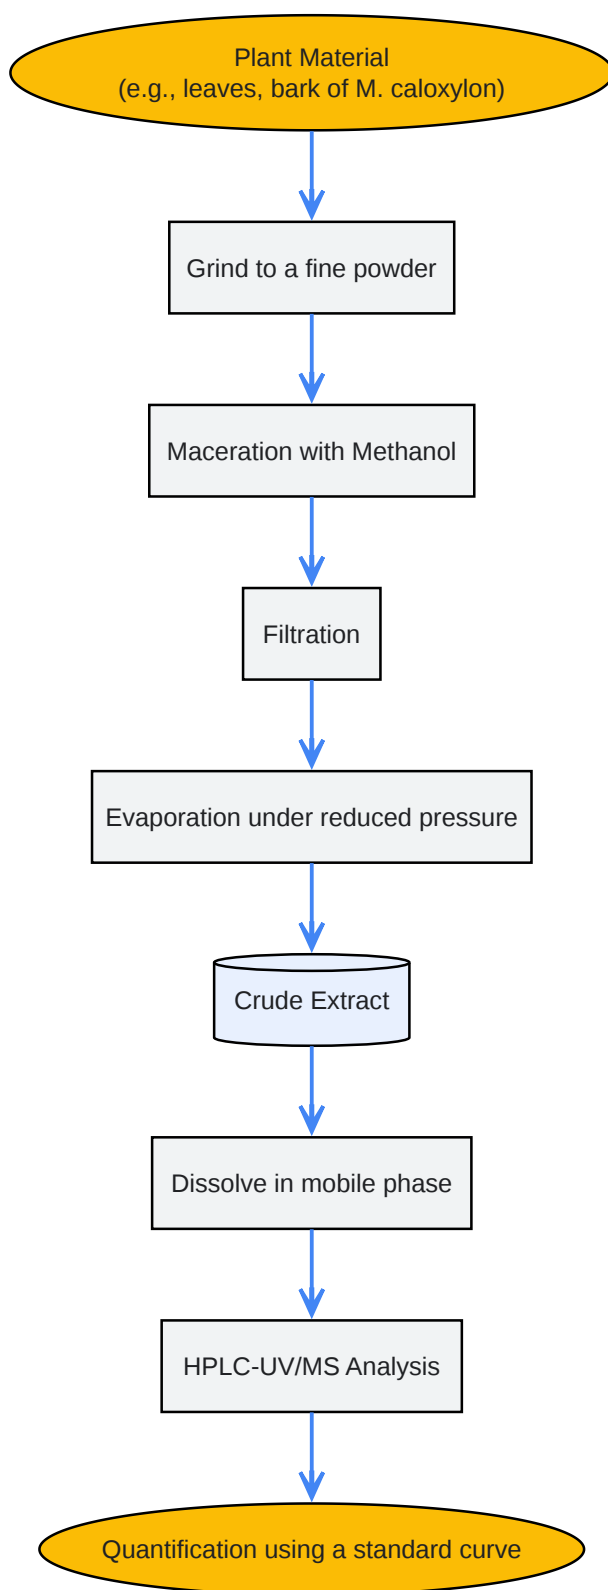 Plant Material
(e.g., leaves, bark of M. caloxylon)
Grind to a fine powder
Maceration with Methanol
Filtration
Evaporation under reduced pressure
Crude Extract
Dissolve in mobile phase
HPLC-UV/MS Analysis
Quantification using a standard curve